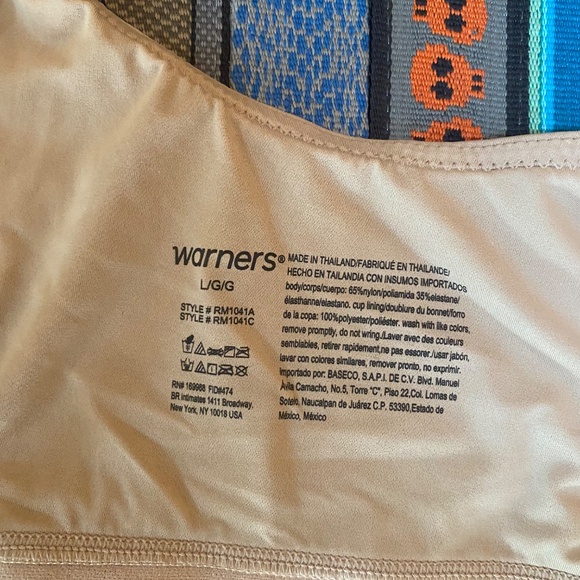 warners®
L/G/G
STYLE # RM1041A
STYLE # RM1041C
RN# 169988 FID#474
BR intimates 1411 Broadway,
New York, NY 10018 USA
MADE IN THAILAND/FABRIQUÉ EN THAILANDE/
HECHO EN TAILANDIA CON INSUMOS IMPORTADOS
body/corps/cuerpo: 65%nylon/poliamida 35%elastane/
élasthanne/elastano. cup lining/doublure du bonnet/forro
de la copa: 100%polyester/poliéster. wash with like colors,
remove promptly, do not wring./Laver avec des couleurs
semblables, retirer rapidement,ne pas essorer./usar jabón,
lavar con colores similares, remover pronto, no exprimir.
Importado por: BASECO, S.A.P.I. DE C.V. Blvd. Manuel
Ávila Camacho, No.5, Torre "C", Piso 22,Col. Lomas de
Sotelo, Naucalpan de Juárez C.P. 53390,Estado de
México, México